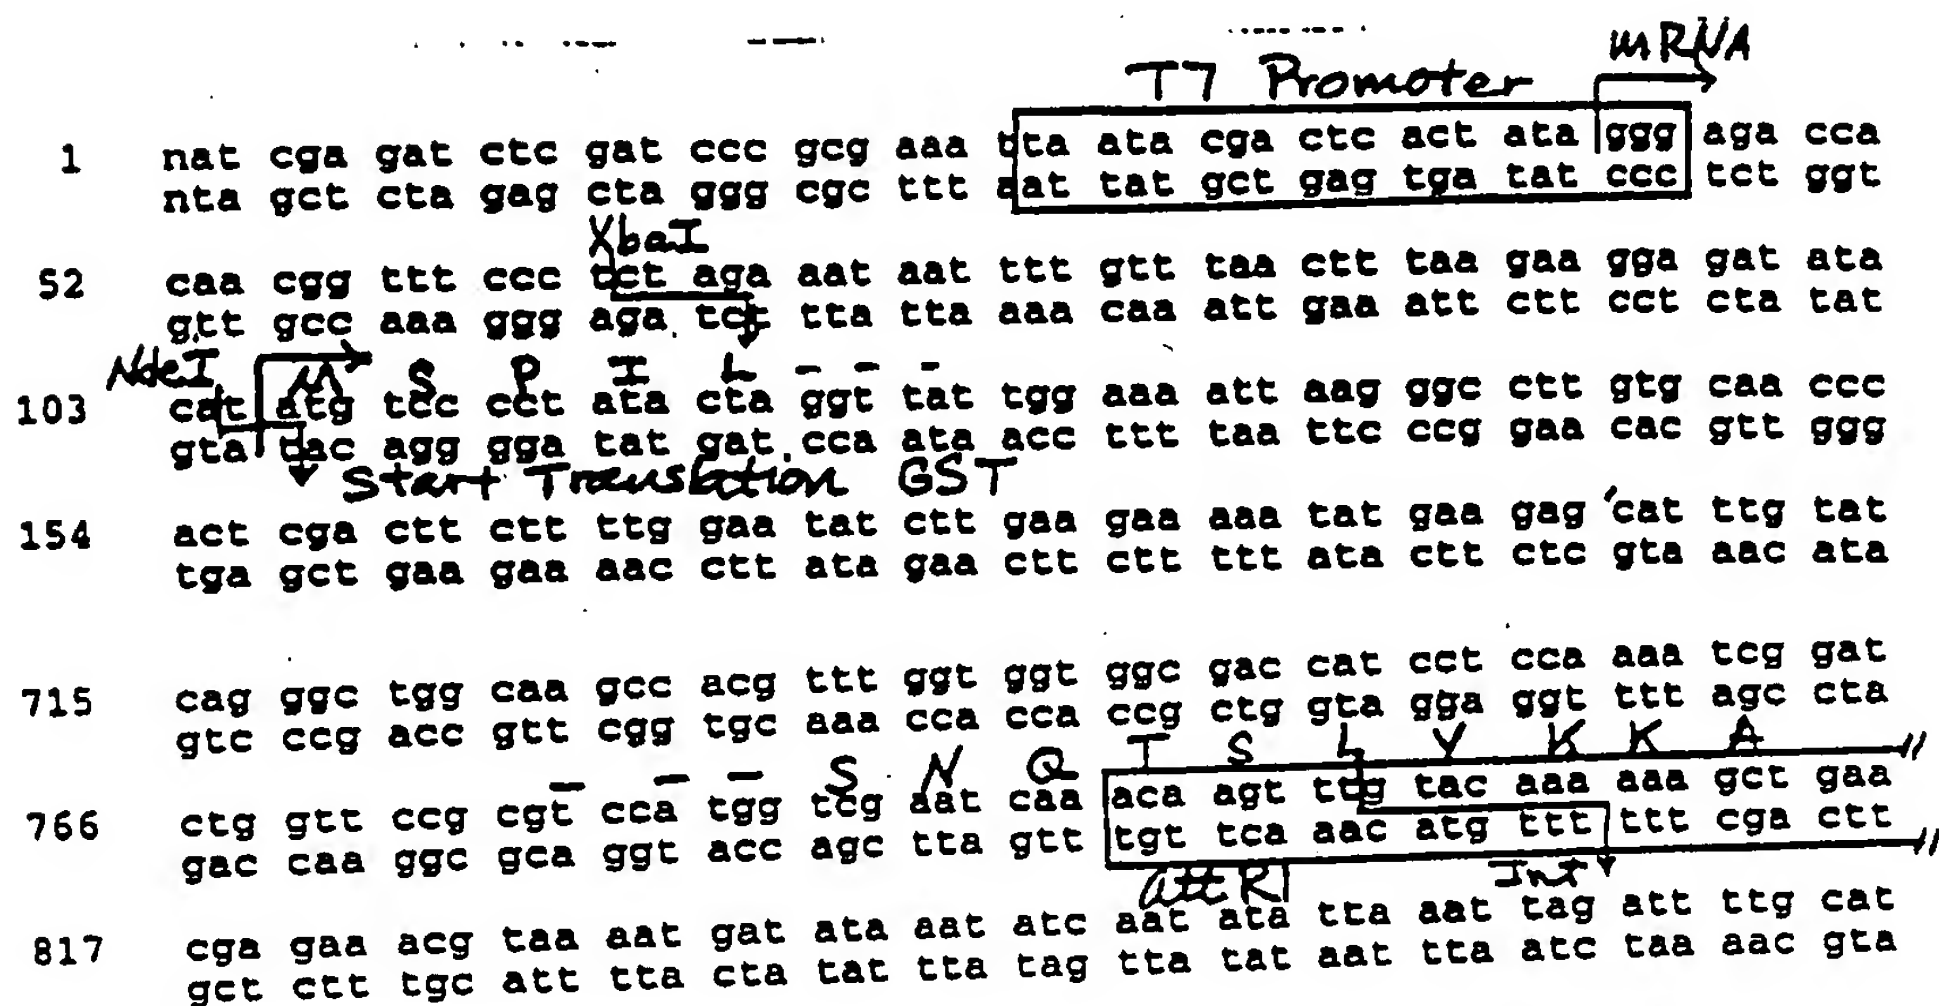 T7 Promoter mRNA
1 nat cga gat ctc gat ccc gcg aaa tta ata cga ctc act ata ggg aga cca
nta gct cta gag cta ggg cgc ttt aat tat gct gag tga tat ccc tct ggt
XbaI
52 caa cgg ttt ccc tct aga aat aat ttt gtt taa ctt taa gaa gga gat ata
gtt gcc aaa ggg aga tct tta tta aaa caa att gaa att ctt cct cta tat
NdeI M S P I L - - -
103 cat atg tcc cct ata cta ggt tat tgg aaa att aag ggc ctt gtg caa ccc
gta tac agg gga tat gat cca ata acc ttt taa ttc ccg gaa cac gtt ggg
Start Translation GST
154 act cga ctt ctt ttg gaa tat ctt gaa gaa aaa tat gaa gag cat ttg tat
tga gct gaa gaa aac ctt ata gaa ctt ctt ttt ata ctt ctc gta aac ata
715 cag ggc tgg caa gcc acg ttt ggt ggt ggc gac cat cct cca aaa tcg gat
gtc ccg acc gtt cgg tgc aaa cca cca ccg ctg gta gga ggt ttt agc cta
- - - S N Q T S L Y K K A
766 ctg gtt ccg cgt cca tgg tcg aat caa aca agt ttg tac aaa aaa gct gaa
gac caa ggc gca ggt acc agc tta gtt tgt tca aac atg ttt ttt cga ctt
attR1 Int
817 cga gaa acg taa aat gat ata aat atc aat ata tta aat tag att ttg cat
gct ctt tgc att tta cta tat tta tag tta tat aat tta atc taa aac gta